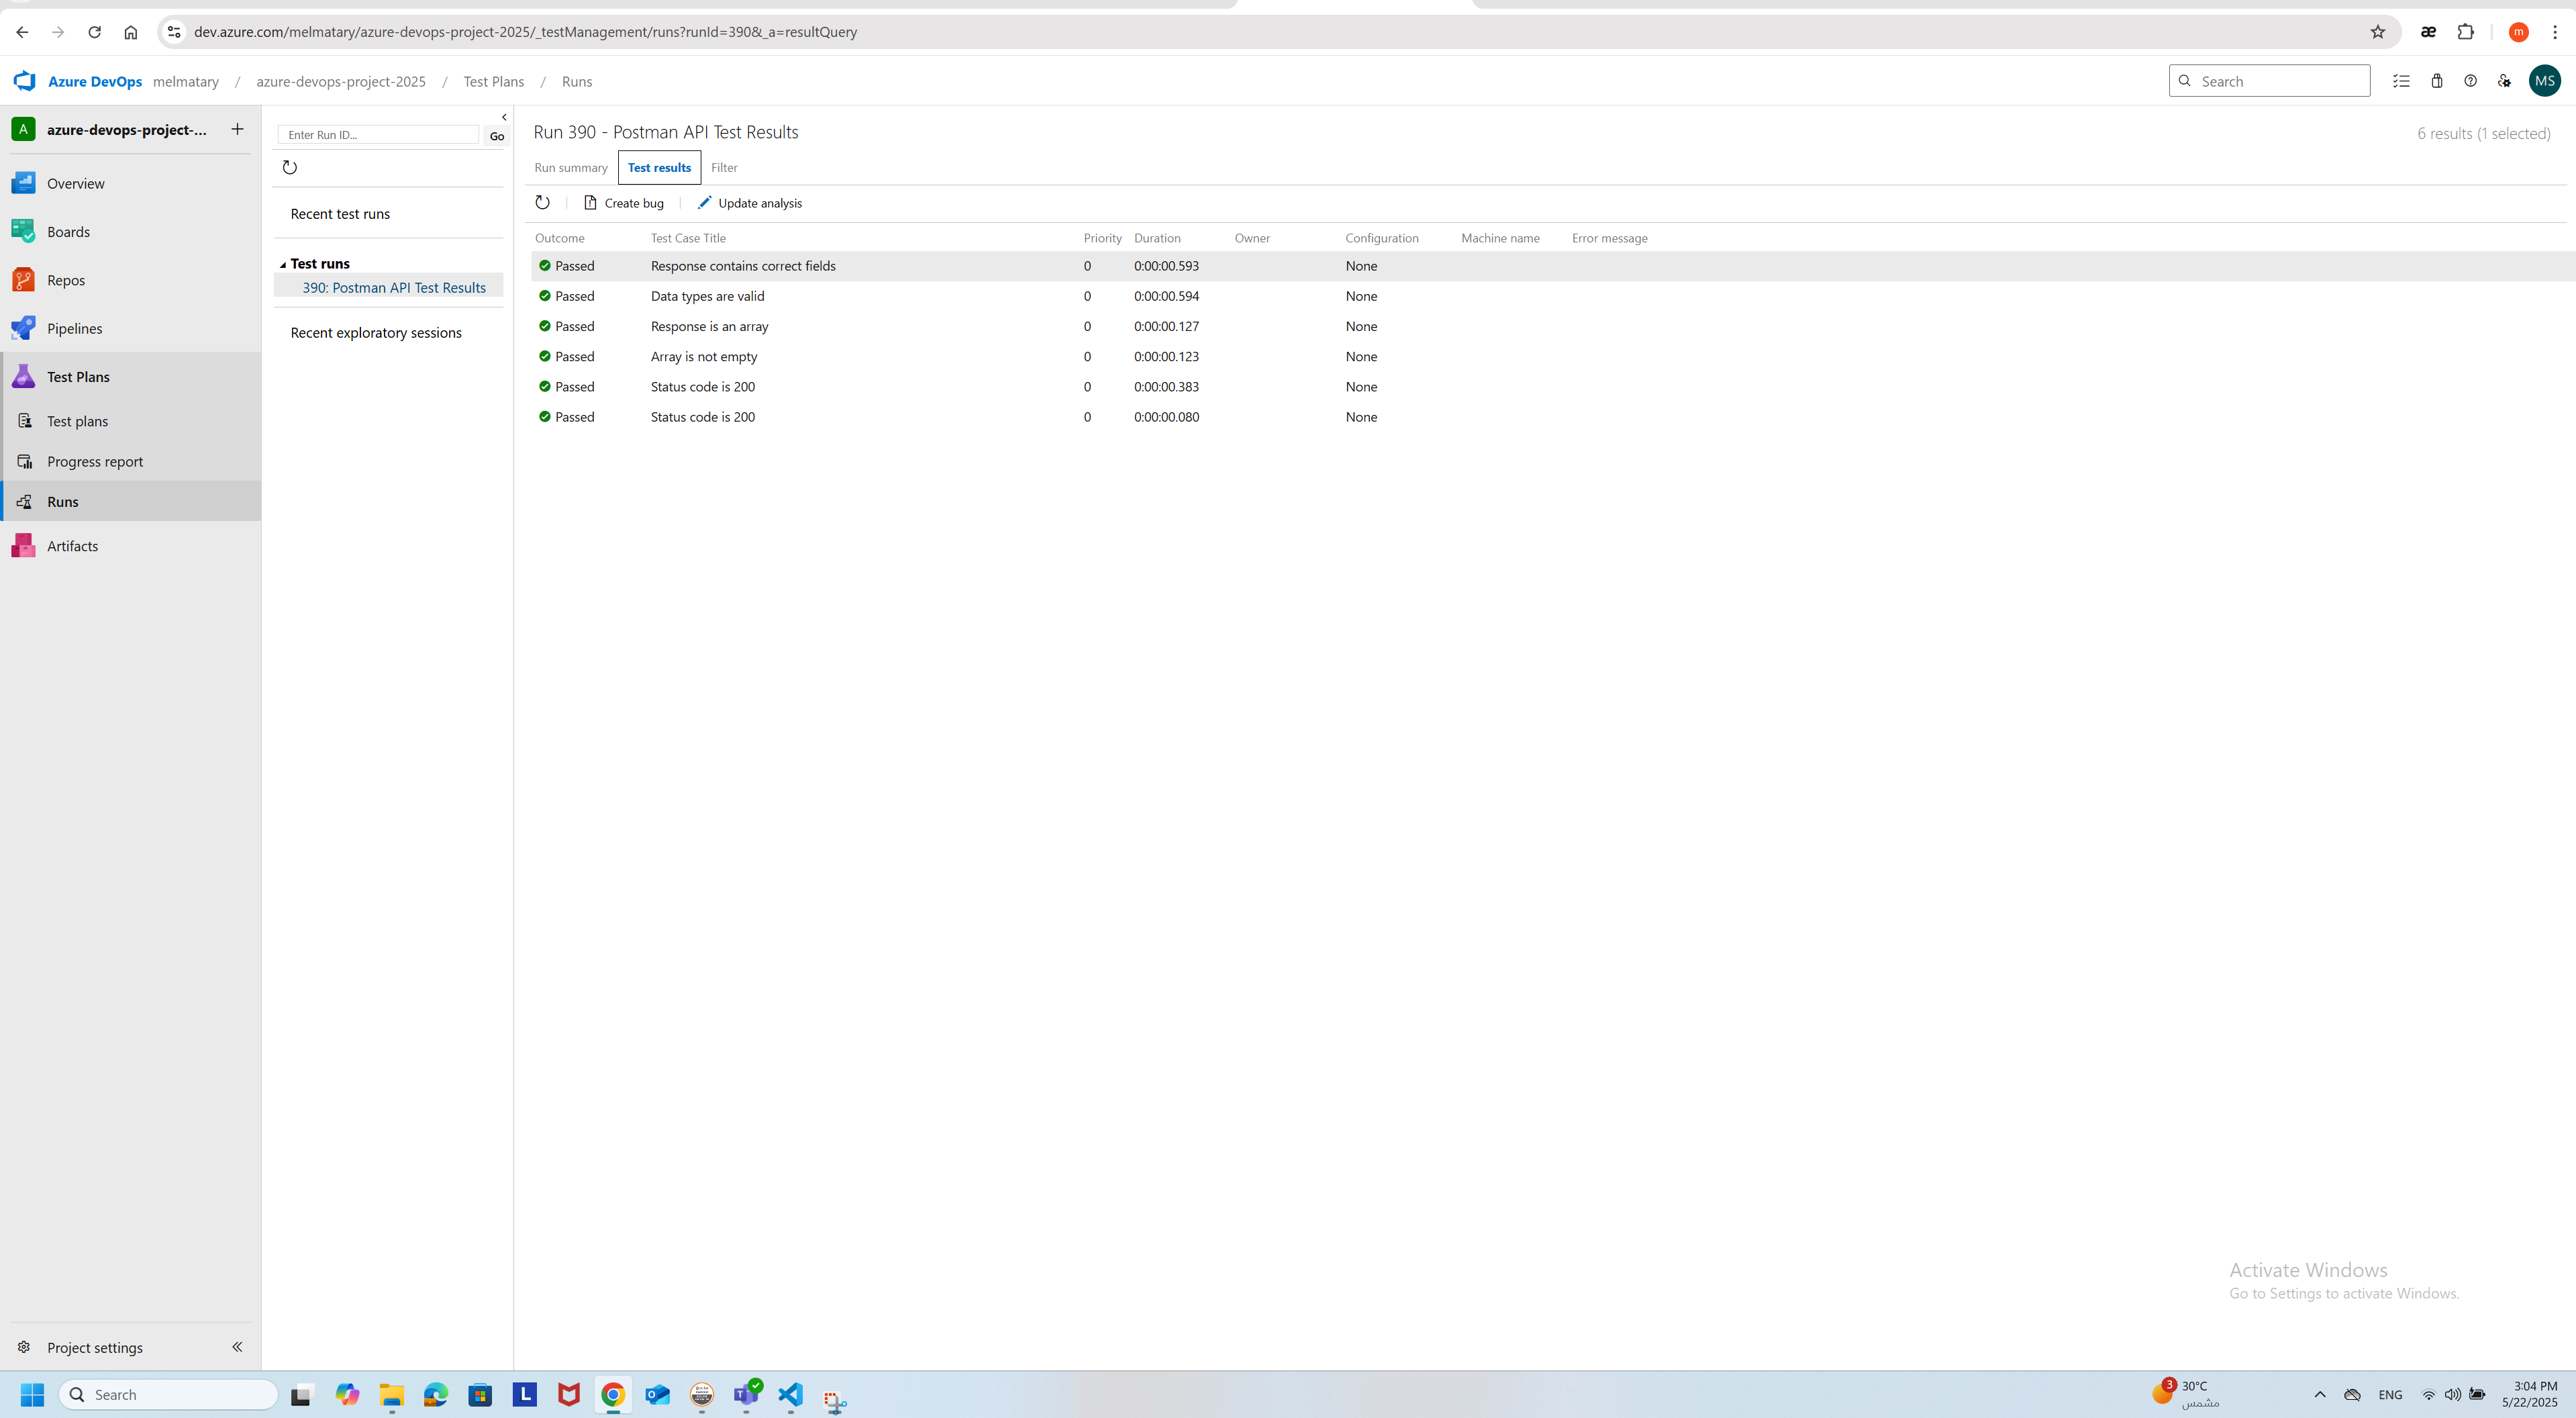 dev.azure.com/melmatary/azure-devops-project-2025/_testManagement/runs?runId=390&_a=resultQuery
æ
m
Azure DevOps melmatary / azure-devops-project-2025 / Test Plans / Runs
Search
MS
A azure-devops-project-...
Overview
Boards
Repos
Pipelines
Test Plans
Test plans
Progress report
Runs
Artifacts
Project settings
Enter Run ID...
Go
Recent test runs
Test runs
390: Postman API Test Results
Recent exploratory sessions
Run 390 - Postman API Test Results
6 results (1 selected)
Run summary Test results Filter
Create bug Update analysis
Outcome Test Case Title Priority Duration Owner Configuration Machine name Error message
Passed Response contains correct fields 0 0:00:00.593 None
Passed Data types are valid 0 0:00:00.594 None
Passed Response is an array 0 0:00:00.127 None
Passed Array is not empty 0 0:00:00.123 None
Passed Status code is 200 0 0:00:00.383 None
Passed Status code is 200 0 0:00:00.080 None
Activate Windows
Go to Settings to activate Windows.
Search
L
3
30°C
مشمس
ENG
3:04 PM
5/22/2025